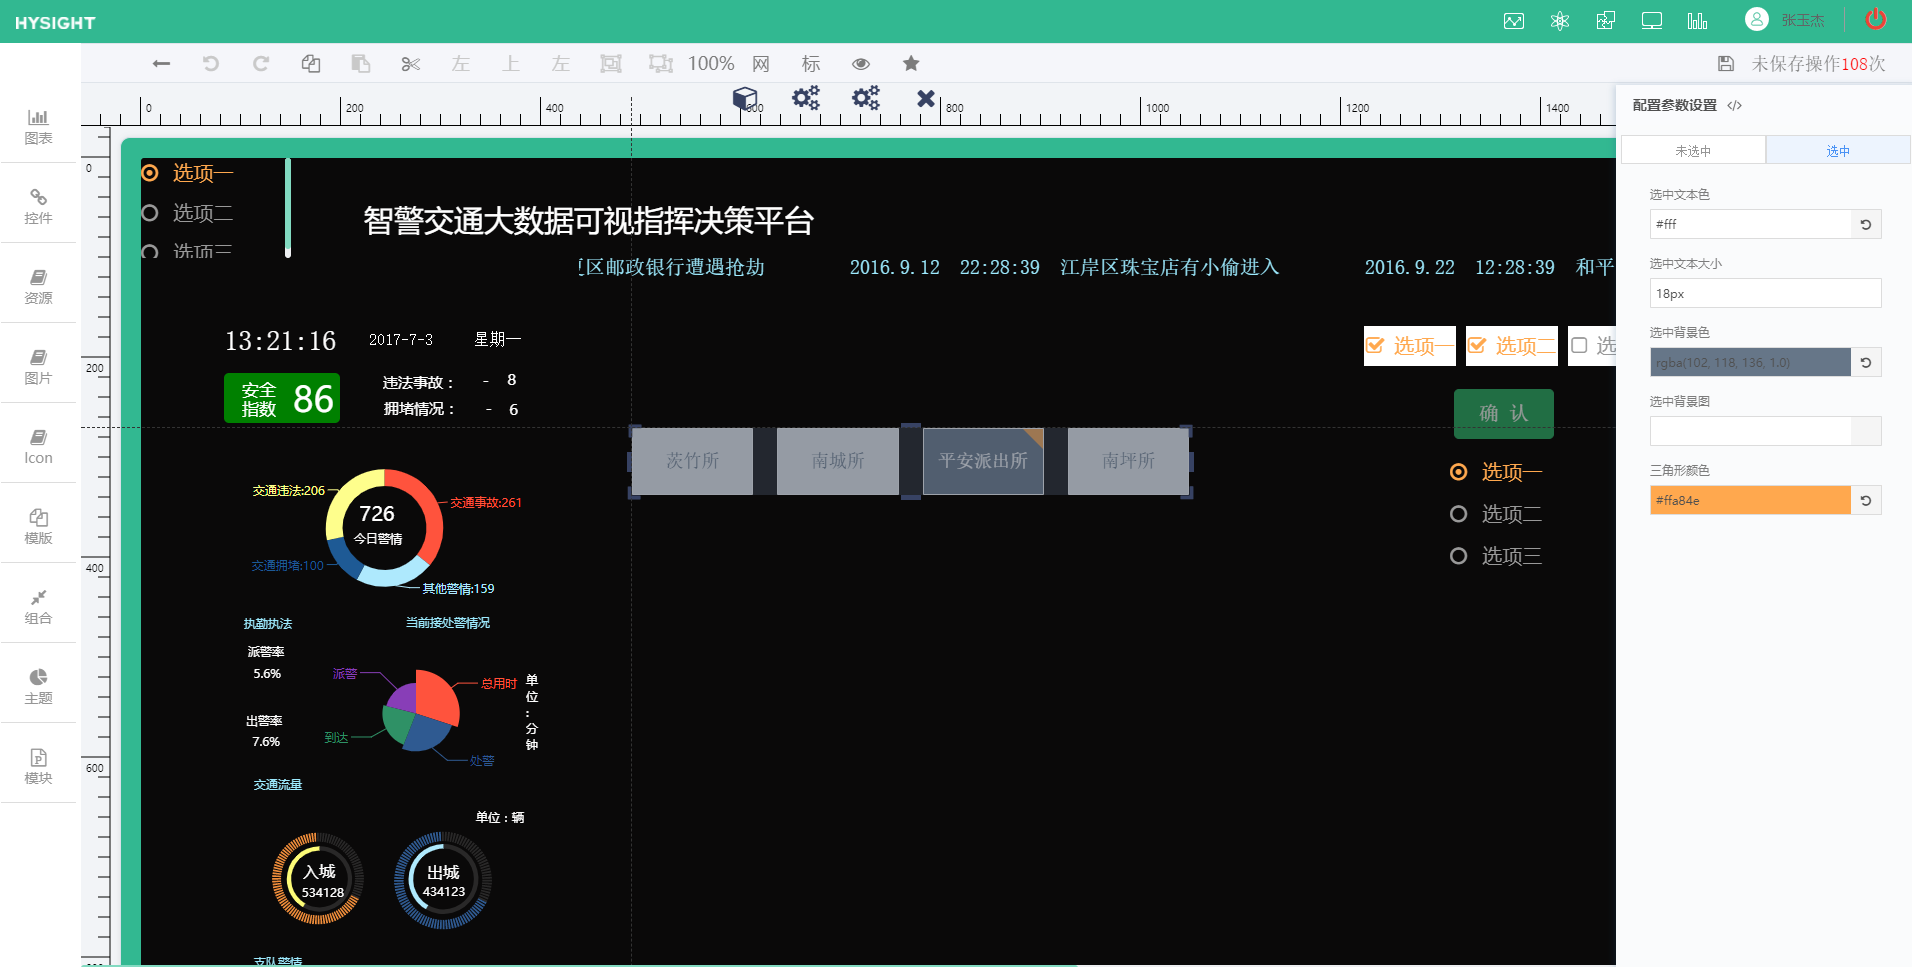 HYSIGHT
张玉杰
左 上 左 100% 网 标
未保存操作108次
0 200 400 600 800 1000 1200 1400
0
200
400
600
图表
控件
资源
图片
Icon
模版
组合
主题
模块
选项一
选项二
选项三
智警交通大数据可视指挥决策平台
区邮政银行遭遇抢劫 2016.9.12 22:28:39 江岸区珠宝店有小偷进入 2016.9.22 12:28:39 和平
13:21:16 2017-7-3 星期一
安全指数 86
违法事故： - 8
拥堵情况： - 6
选项一 选项二 选
确 认
茨竹所 南城所 平安派出所 南坪所
选项一
选项二
选项三
交通违法:206
交通事故:261
726
今日警情
交通拥堵:100
其他警情:159
执勤执法 当前接处警情况
派警率
5.6%
出警率
7.6%
派警
总用时
到达
处警
单位：分钟
交通流量
单位：辆
入城
534128
出城
434123
支队警情
配置参数设置 </>
未选中 选中
选中文本色
#fff
选中文本大小
18px
选中背景色
rgba(102, 118, 136, 1.0)
选中背景图
三角形颜色
#ffa84e